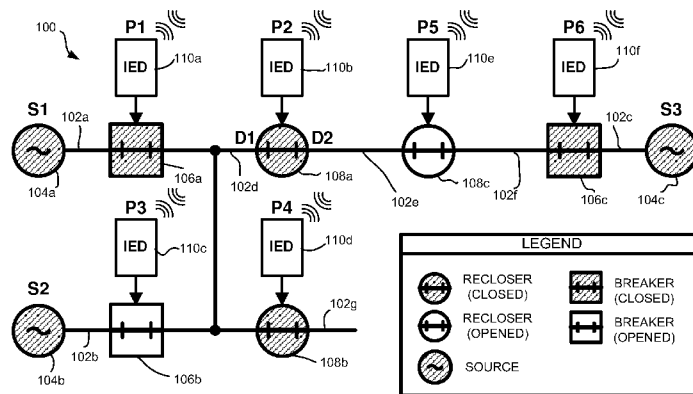 100
P1
P2
P5
P6
IED 110a
IED 110b
IED 110e
IED 110f
S1
102a
D1 D2
102c
S3
104a
106a
102d
108a
102e
108c
102f
106c
104c
P3
P4
IED 110c
IED 110d
S2
102b
104b
106b
102g
108b
LEGEND
RECLOSER
(CLOSED)
BREAKER
(CLOSED)
RECLOSER
(OPENED)
BREAKER
(OPENED)
SOURCE